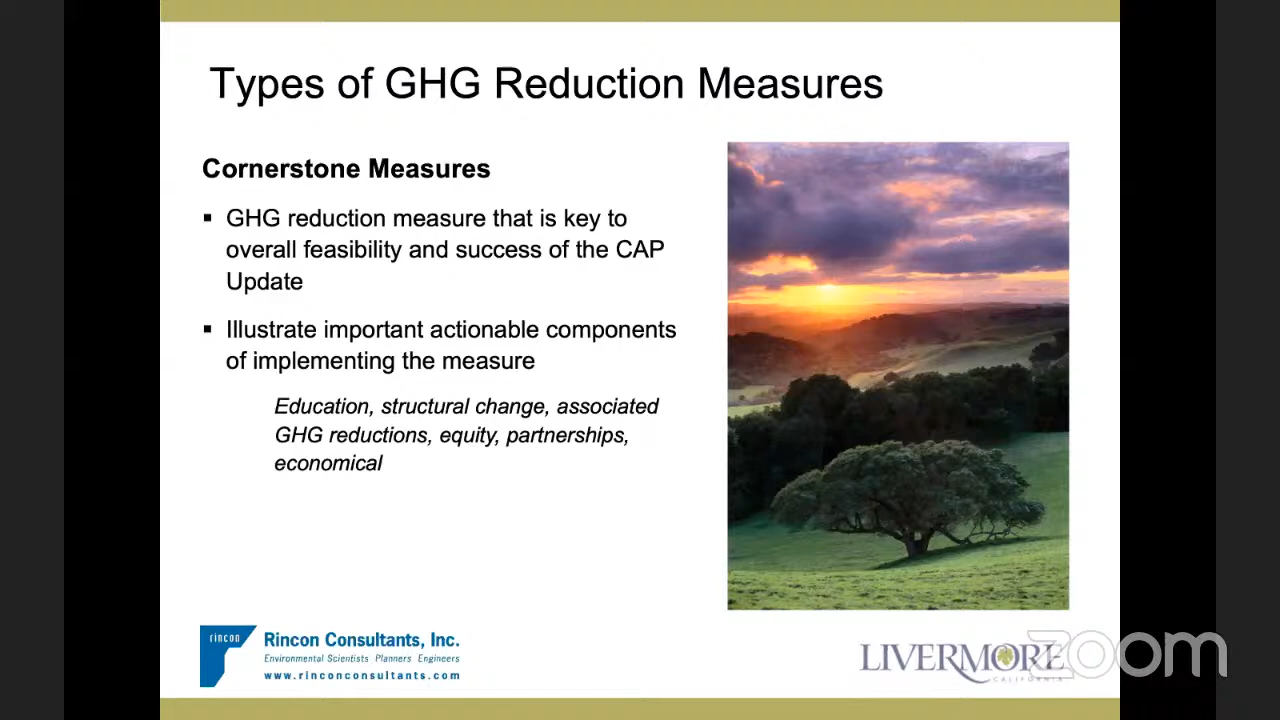 Types of GHG Reduction Measures
Cornerstone Measures
▪ GHG reduction measure that is key to
overall feasibility and success of the CAP
Update
▪ Illustrate important actionable components
of implementing the measure
Education, structural change, associated
GHG reductions, equity, partnerships,
economical
rincon
Rincon Consultants, Inc.
Environmental Scientists Planners Engineers
www.rinconconsultants.com
LIVERMORE
CALIFORNIA
zoom